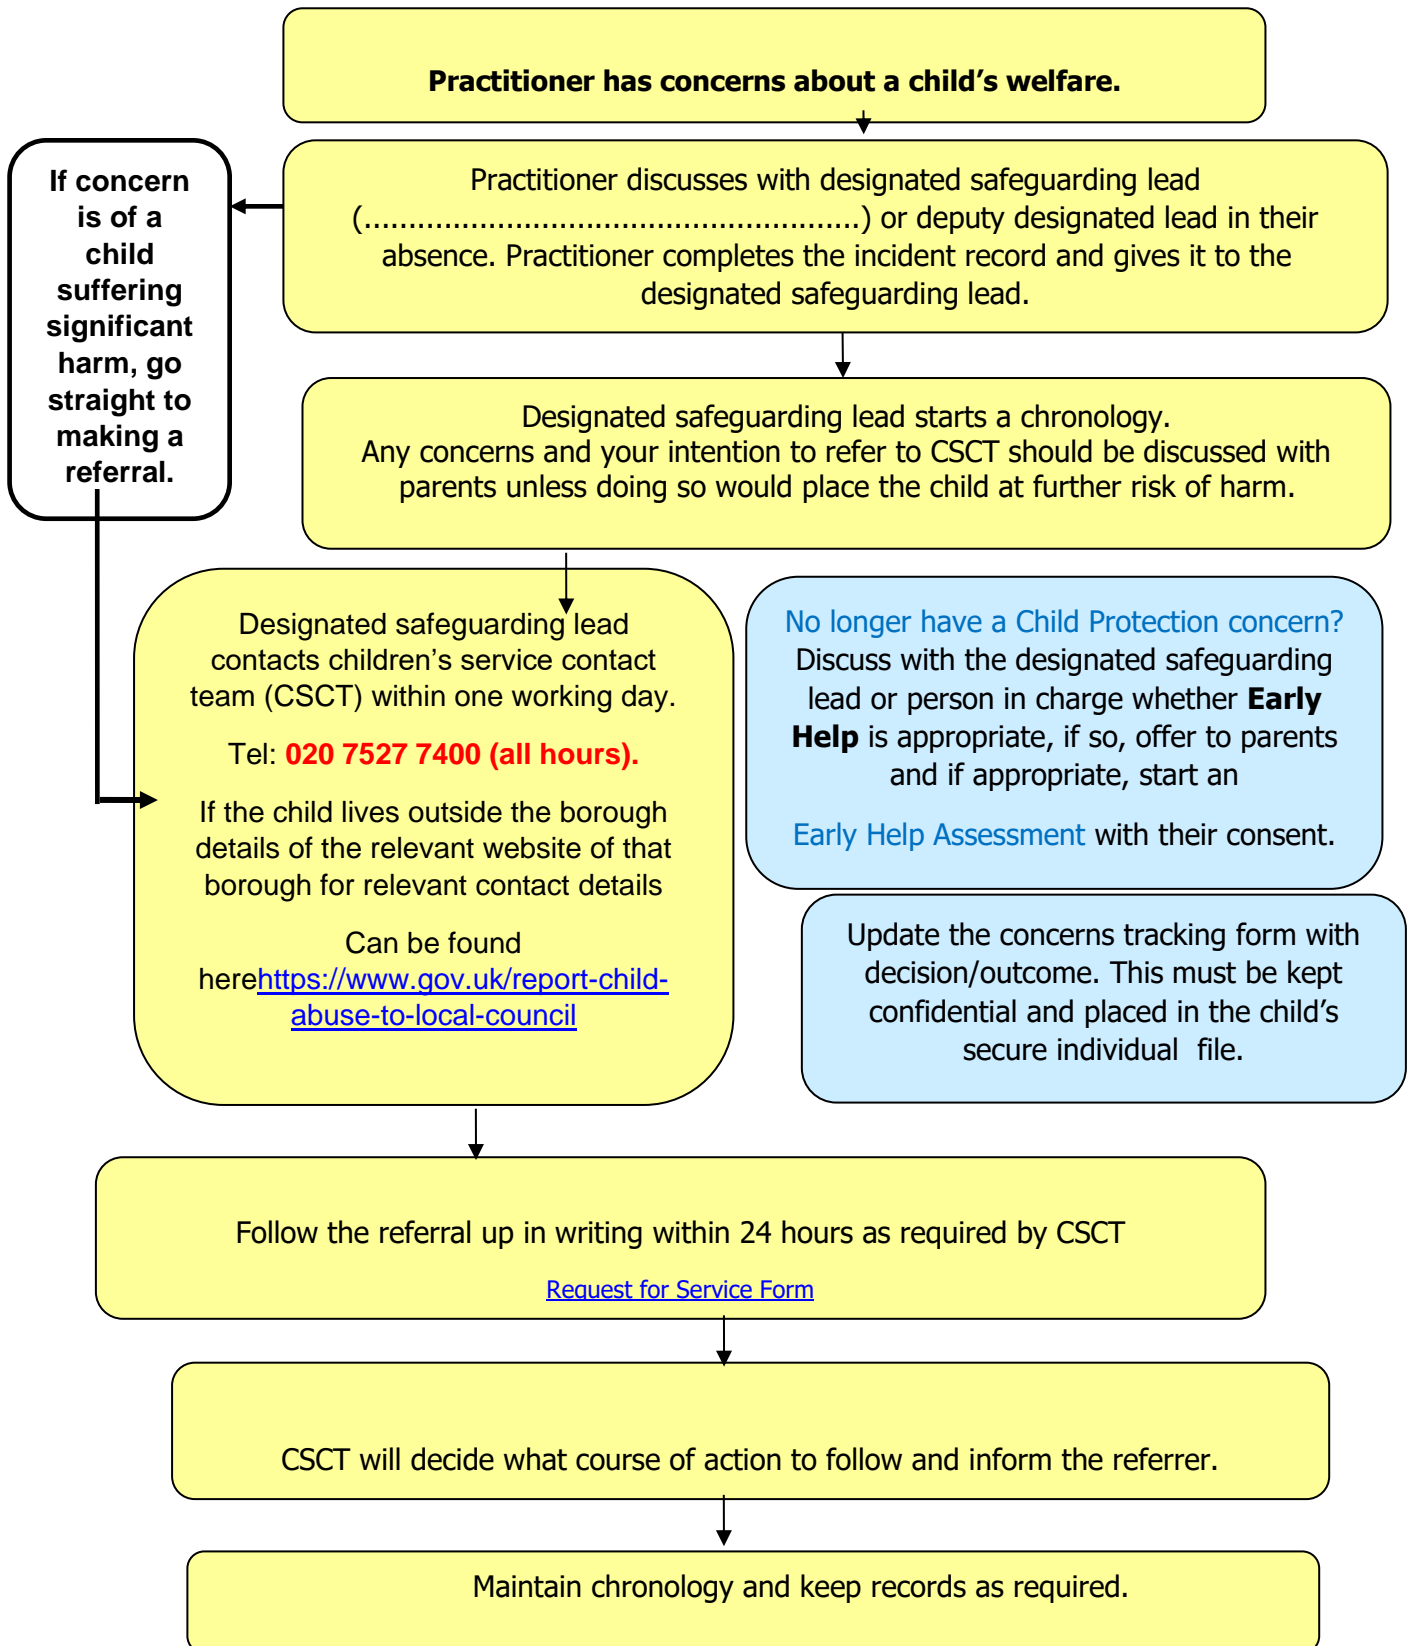 Practitioner has concerns about a child’s welfare.
If concern
is of a
child
suffering
significant
harm, go
straight to
making a
referral.
Practitioner discusses with designated safeguarding lead
(........................................................) or deputy designated lead in their
absence. Practitioner completes the incident record and gives it to the
designated safeguarding lead.
Designated safeguarding lead starts a chronology.
Any concerns and your intention to refer to CSCT should be discussed with
parents unless doing so would place the child at further risk of harm.
Designated safeguarding lead
contacts children’s service contact
team (CSCT) within one working day.
Tel: 020 7527 7400 (all hours).
If the child lives outside the borough
details of the relevant website of that
borough for relevant contact details
Can be found
herehttps://www.gov.uk/report-child-
abuse-to-local-council
No longer have a Child Protection concern?
Discuss with the designated safeguarding
lead or person in charge whether Early
Help is appropriate, if so, offer to parents
and if appropriate, start an
Early Help Assessment with their consent.
Update the concerns tracking form with
decision/outcome. This must be kept
confidential and placed in the child’s
secure individual  file.
Follow the referral up in writing within 24 hours as required by CSCT
Request for Service Form
CSCT will decide what course of action to follow and inform the referrer.
Maintain chronology and keep records as required.